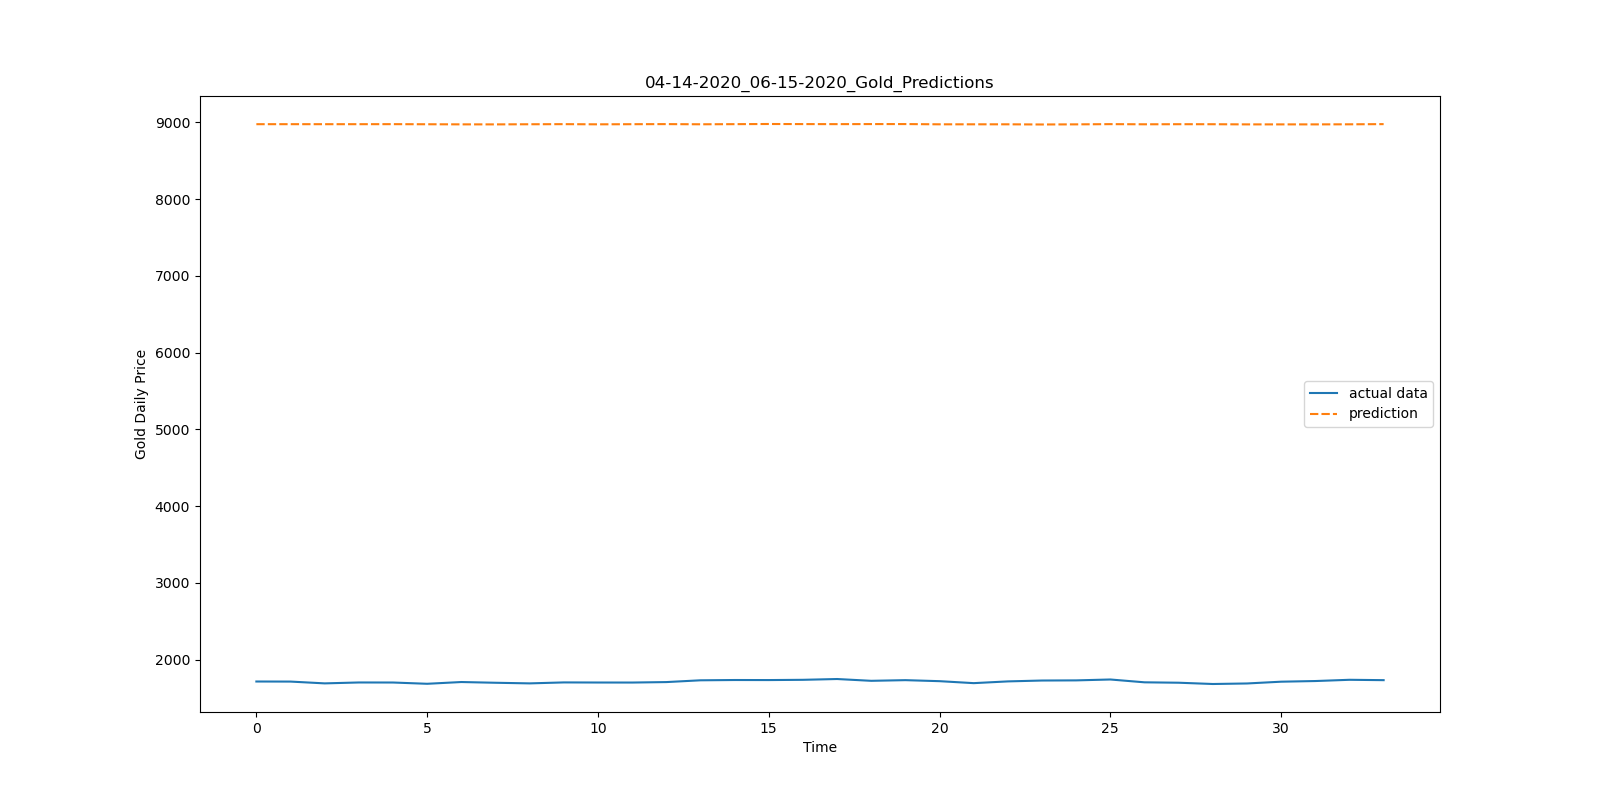 04-14-2020_06-15-2020_Gold_Predictions
9000
8000
7000
6000
5000
4000
3000
2000
Gold Daily Price
actual data
prediction
0 5 10 15 20 25 30
Time